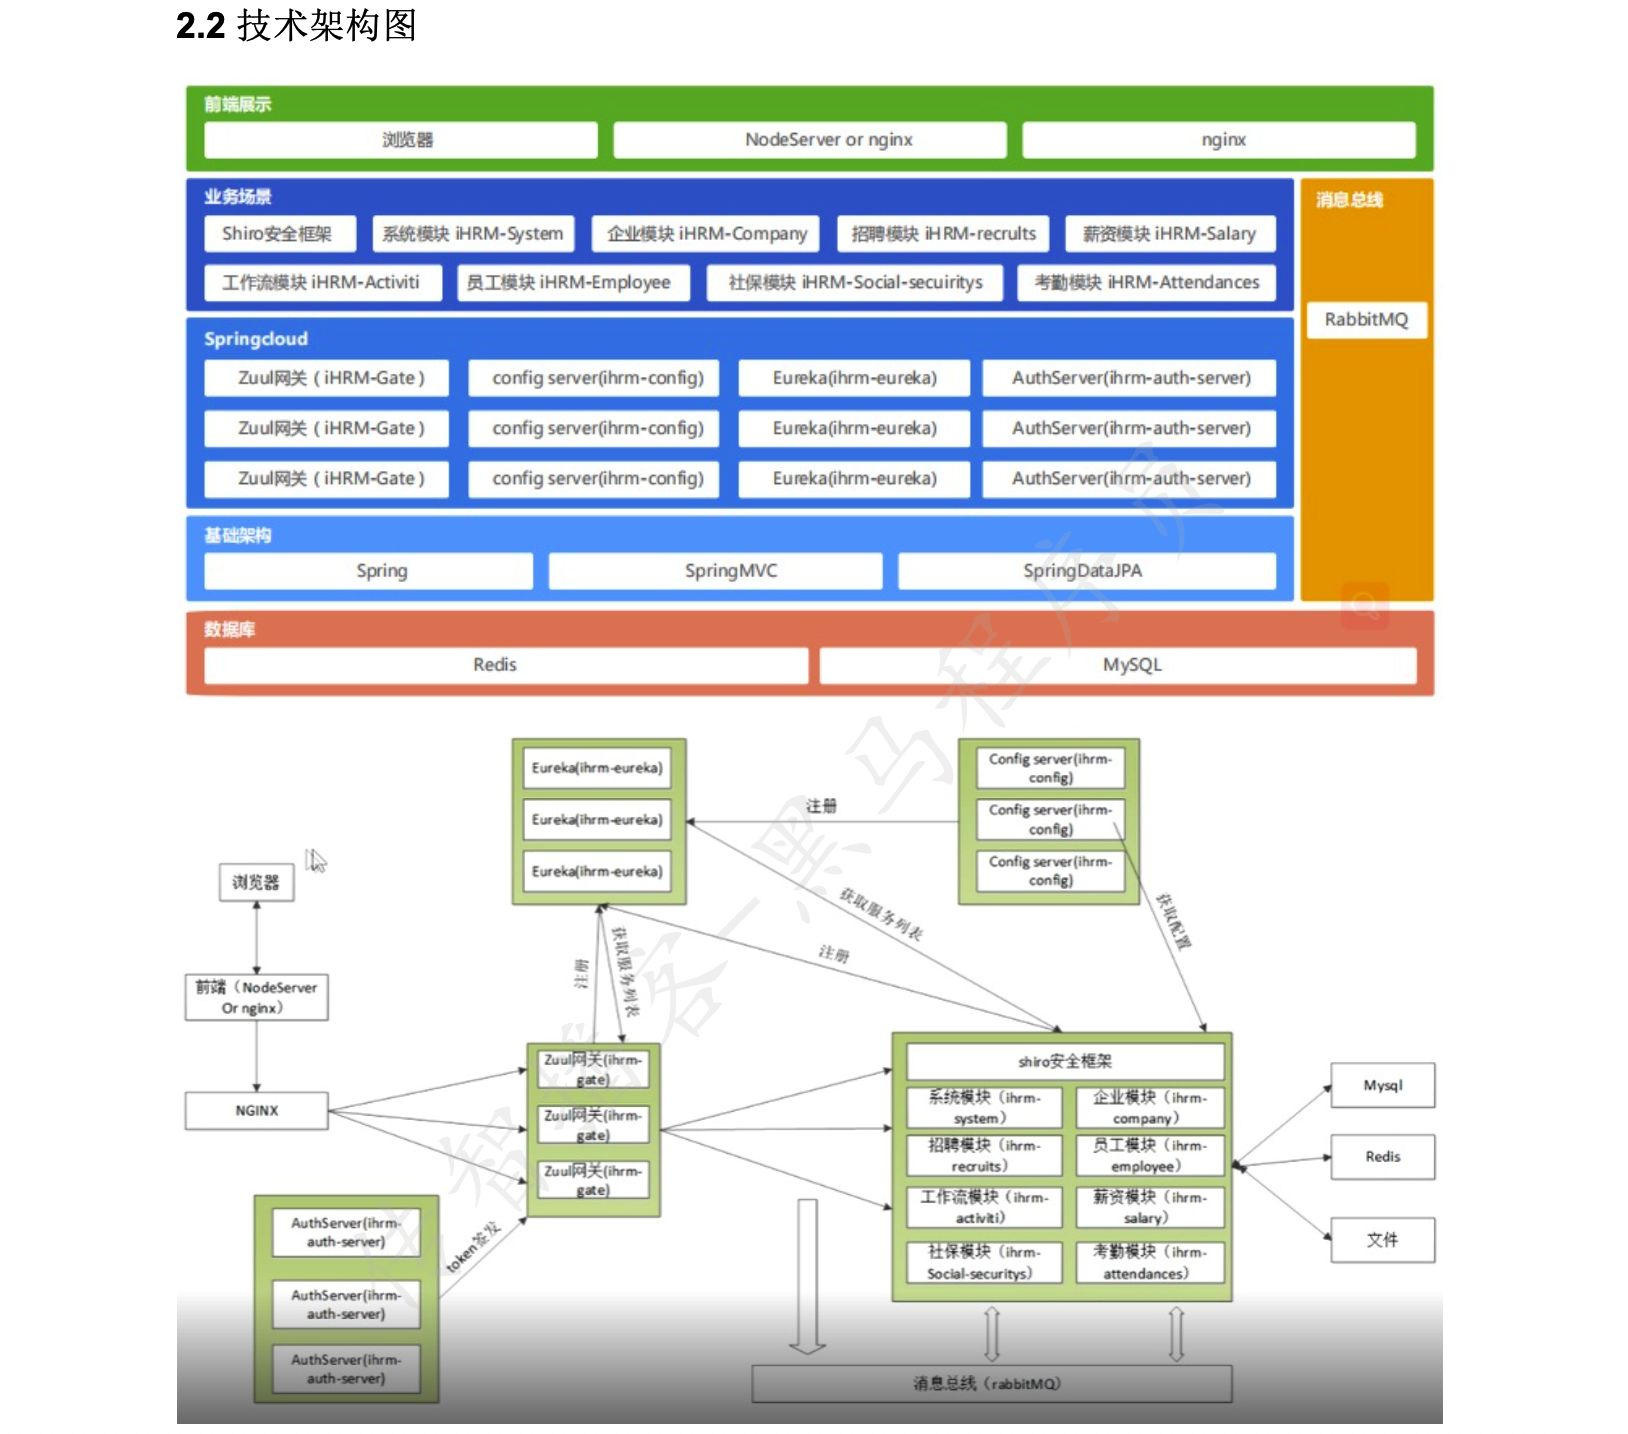 2.2 技术架构图
前端展示
浏览器
NodeServer or nginx
nginx
业务场景
Shiro安全框架
系统模块 iHRM-System
企业模块 iHRM-Company
招聘模块 iHRM-recrults
薪资模块 iHRM-Salary
工作流模块 iHRM-Activiti
员工模块 iHRM-Employee
社保模块 iHRM-Social-secuiritys
考勤模块 iHRM-Attendances
消息总线
RabbitMQ
Springcloud
Zuul网关 ( iHRM-Gate )
config server(ihrm-config)
Eureka(ihrm-eureka)
AuthServer(ihrm-auth-server)
Zuul网关 ( iHRM-Gate )
config server(ihrm-config)
Eureka(ihrm-eureka)
AuthServer(ihrm-auth-server)
Zuul网关 ( iHRM-Gate )
config server(ihrm-config)
Eureka(ihrm-eureka)
AuthServer(ihrm-auth-server)
基础架构
Spring
SpringMVC
SpringDataJPA
数据库
Redis
MySQL
Eureka(ihrm-eureka)
Eureka(ihrm-eureka)
Eureka(ihrm-eureka)
注册
Config server(ihrm-
config)
Config server(ihrm-
config)
Config server(ihrm-
config)
浏览器
前端（NodeServer
Or nginx）
NGINX
注册
获取服务列表
获取服务列表
注册
获取配置
Zuul网关(ihrm-
gate)
Zuul网关(ihrm-
gate)
Zuul网关(ihrm-
gate)
shiro安全框架
系统模块（ihrm-
system）
企业模块（ihrm-
company）
招聘模块（ihrm-
recruits）
员工模块（ihrm-
employee）
工作流模块（ihrm-
activiti）
薪资模块（ihrm-
salary）
社保模块（ihrm-
Social-securitys）
考勤模块（ihrm-
attendances）
Mysql
Redis
文件
AuthServer(ihrm-
auth-server)
AuthServer(ihrm-
auth-server)
AuthServer(ihrm-
auth-server)
token签发
消息总线（rabbitMQ）
传智播客—黑马程序员